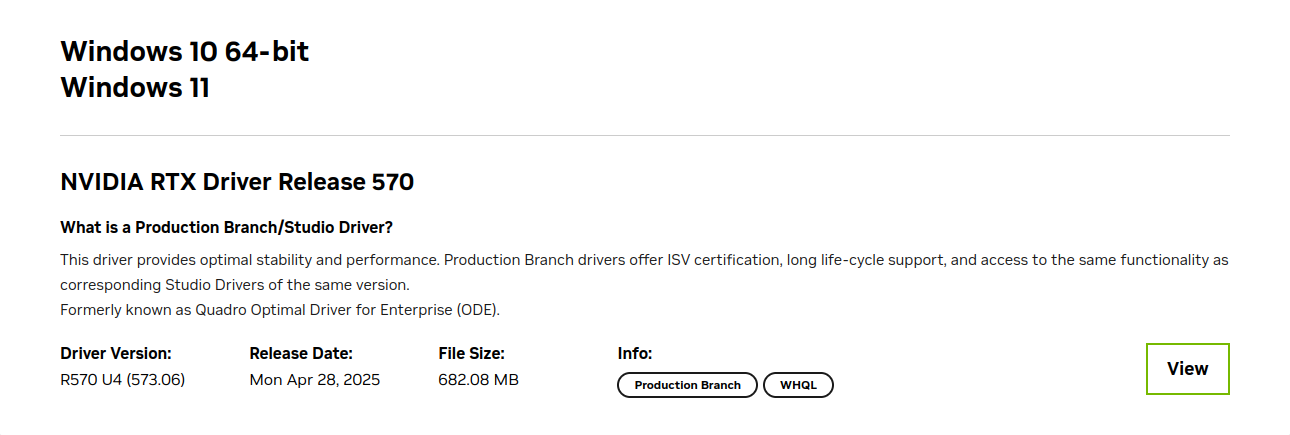 Windows 10 64-bit
Windows 11
NVIDIA RTX Driver Release 570
What is a Production Branch/Studio Driver?
This driver provides optimal stability and performance. Production Branch drivers offer ISV certification, long life-cycle support, and access to the same functionality as
corresponding Studio Drivers of the same version.
Formerly known as Quadro Optimal Driver for Enterprise (ODE).
Driver Version: Release Date: File Size: Info:
R570 U4 (573.06) Mon Apr 28, 2025 682.08 MB Production Branch WHQL
View